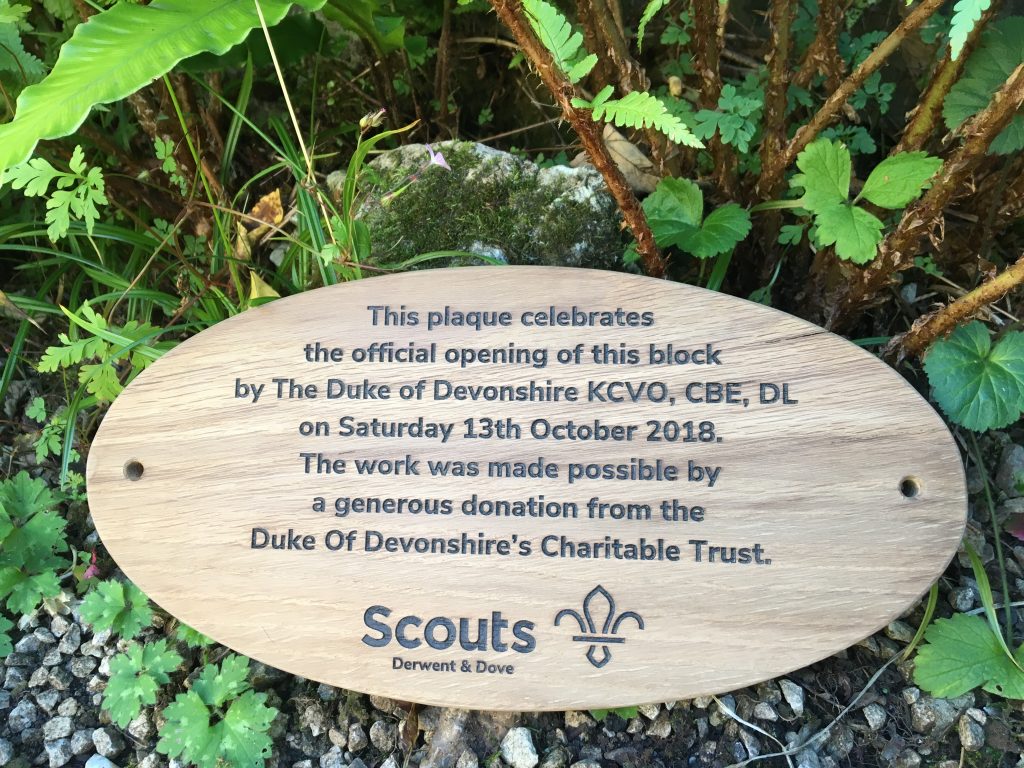 This plaque celebrates
the official opening of this block
by The Duke of Devonshire KCVO, CBE, DL
on Saturday 13th October 2018.
The work was made possible by
a generous donation from the
Duke Of Devonshire's Charitable Trust.
Scouts
Derwent & Dove